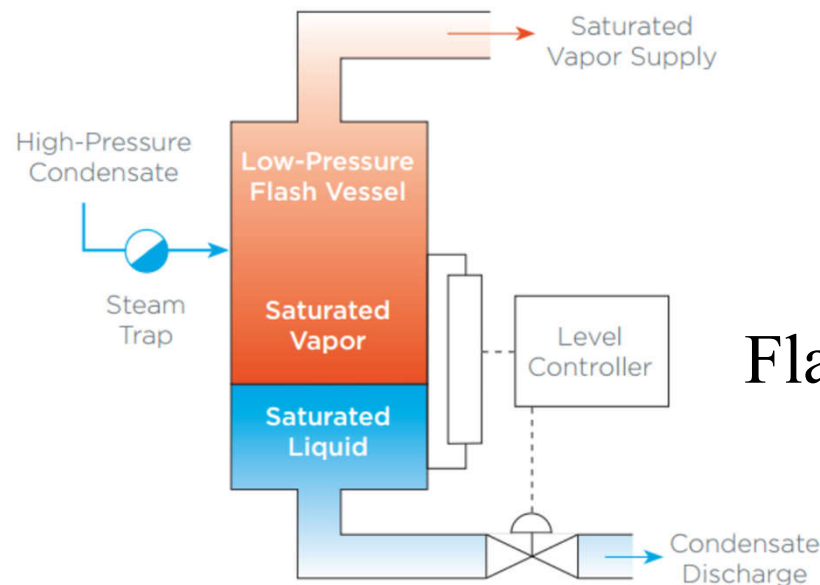 Saturated
Vapor Supply
High-Pressure
Condensate
Low-Pressure
Flash Vessel
Steam
Trap
Saturated
Vapor
Level
Controller
Fla
Saturated
Liquid
Condensate
Discharge